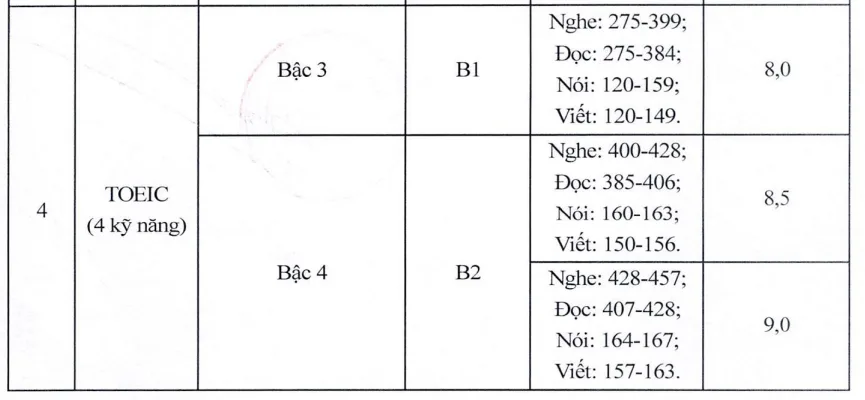 4
TOEIC
(4 kỹ năng)
Bậc 3
B1
Nghe: 275-399;
Đọc: 275-384;
Nói: 120-159;
Viết: 120-149.
8,0
Bậc 4
B2
Nghe: 400-428;
Đọc: 385-406;
Nói: 160-163;
Viết: 150-156.
8,5
Nghe: 428-457;
Đọc: 407-428;
Nói: 164-167;
Viết: 157-163.
9,0